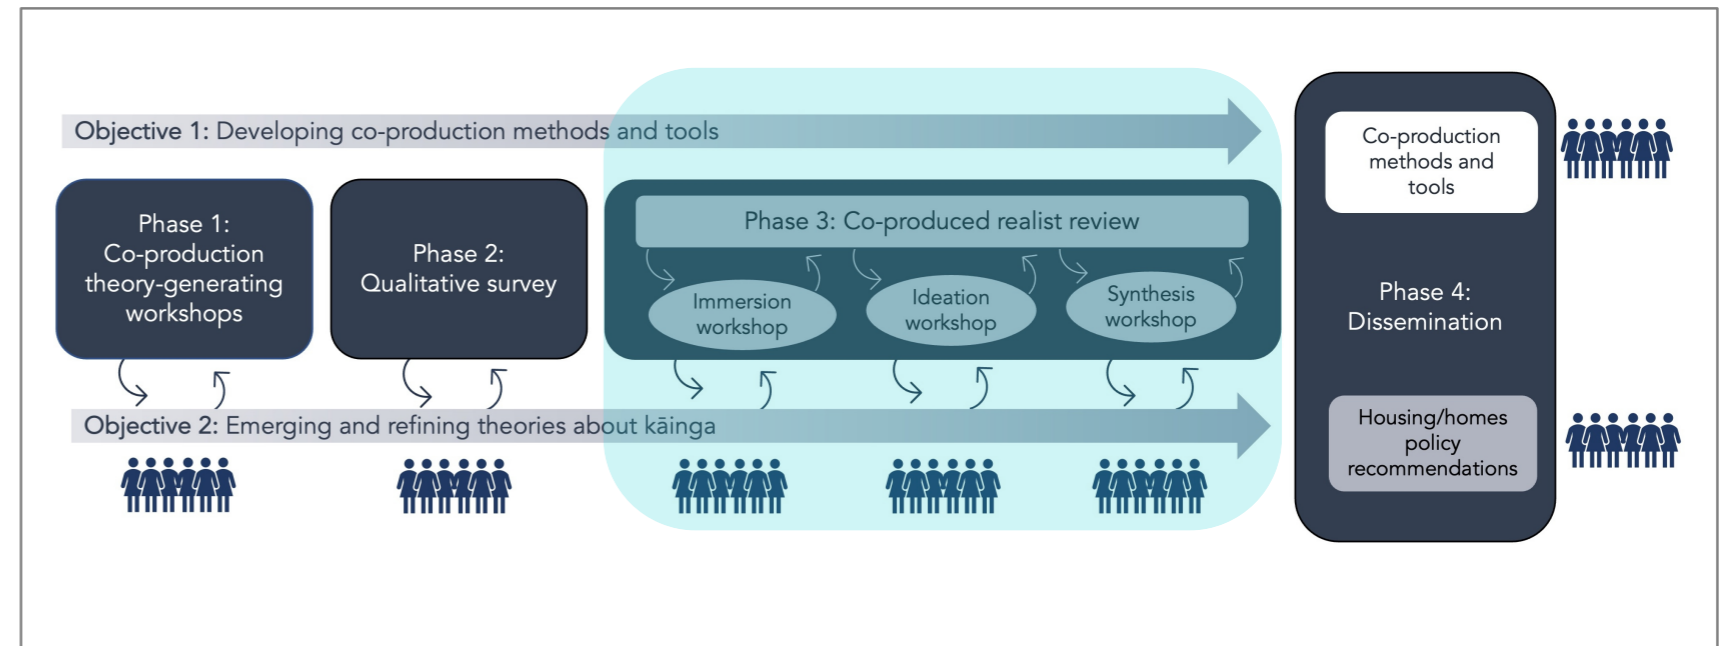 Objective 1: Developing co-production methods and tools
Phase 1:
Co-production
theory-generating
workshops
Phase 2:
Qualitative survey
Phase 3: Co-produced realist review
Immersion
workshop
Ideation
workshop
Synthesis
workshop
Objective 2: Emerging and refining theories about kāinga
Co-production
methods and
tools
Phase 4:
Dissemination
Housing/homes
policy
recommendations